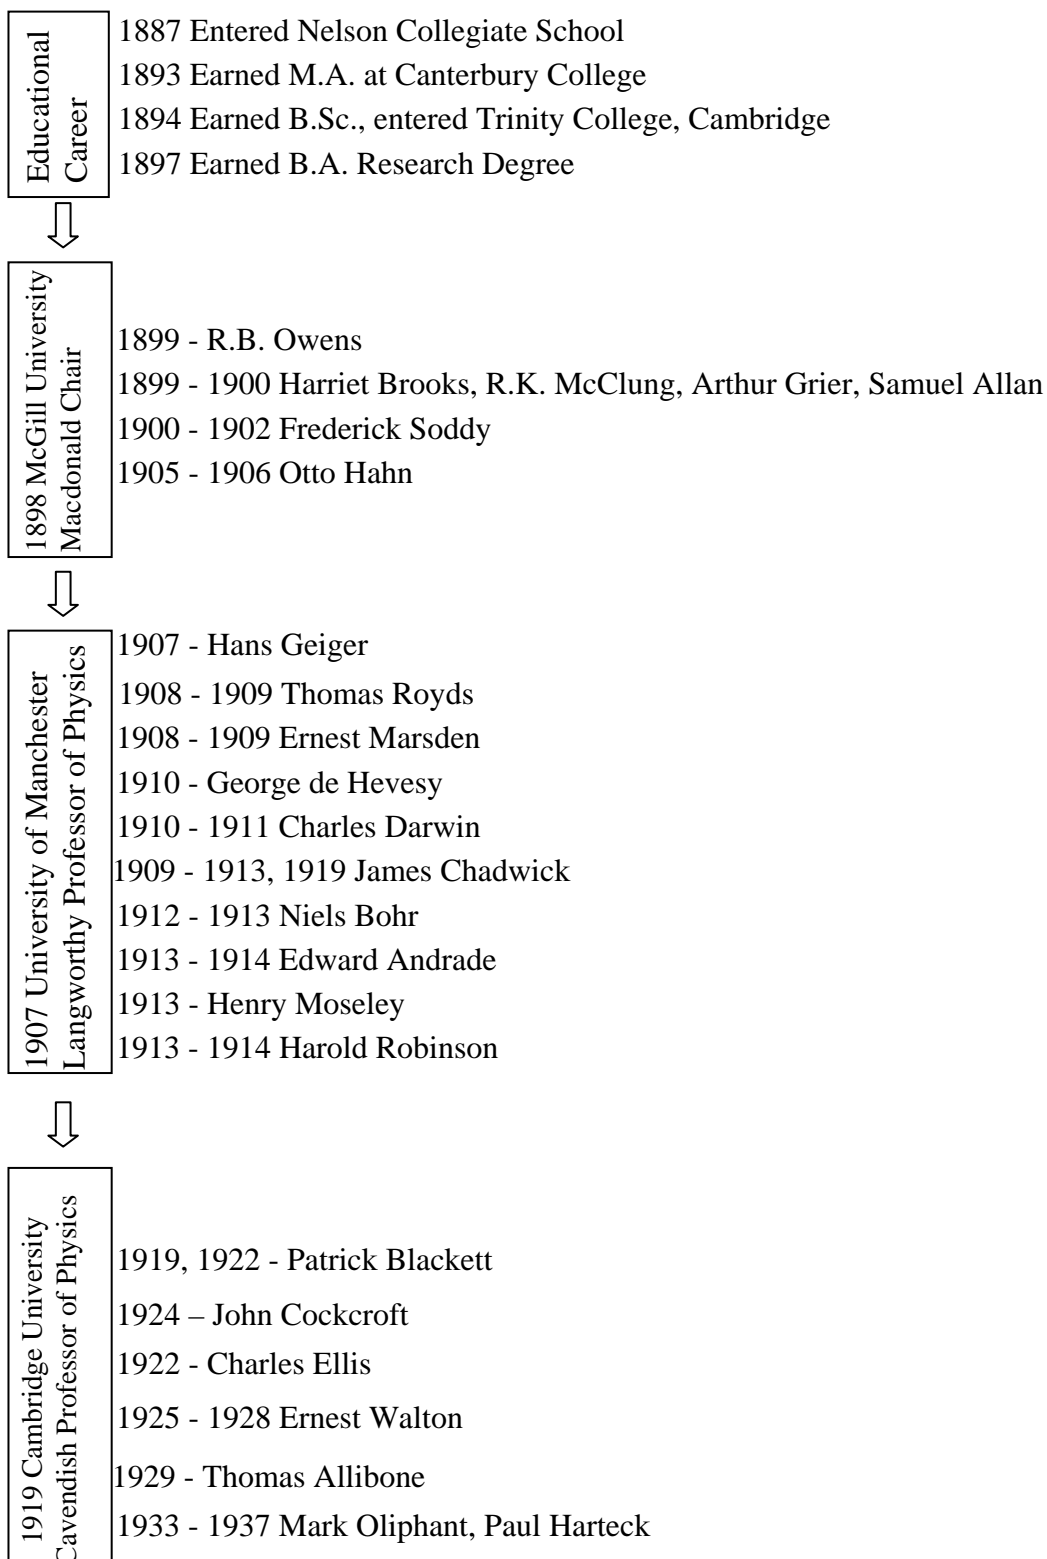 Educational
Career
1887 Entered Nelson Collegiate School
1893 Earned M.A. at Canterbury College
1894 Earned B.Sc., entered Trinity College, Cambridge
1897 Earned B.A. Research Degree
1898 McGill University
Macdonald Chair
1899 - R.B. Owens
1899 - 1900 Harriet Brooks, R.K. McClung, Arthur Grier, Samuel Allan
1900 - 1902 Frederick Soddy
1905 - 1906 Otto Hahn
1907 University of Manchester
Langworthy Professor of Physics
1907 - Hans Geiger
1908 - 1909 Thomas Royds
1908 - 1909 Ernest Marsden
1910 - George de Hevesy
1910 - 1911 Charles Darwin
1909 - 1913, 1919 James Chadwick
1912 - 1913 Niels Bohr
1913 - 1914 Edward Andrade
1913 - Henry Moseley
1913 - 1914 Harold Robinson
1919 Cambridge University
Cavendish Professor of Physics
1919, 1922 - Patrick Blackett
1924 – John Cockcroft
1922 - Charles Ellis
1925 - 1928 Ernest Walton
1929 - Thomas Allibone
1933 - 1937 Mark Oliphant, Paul Harteck